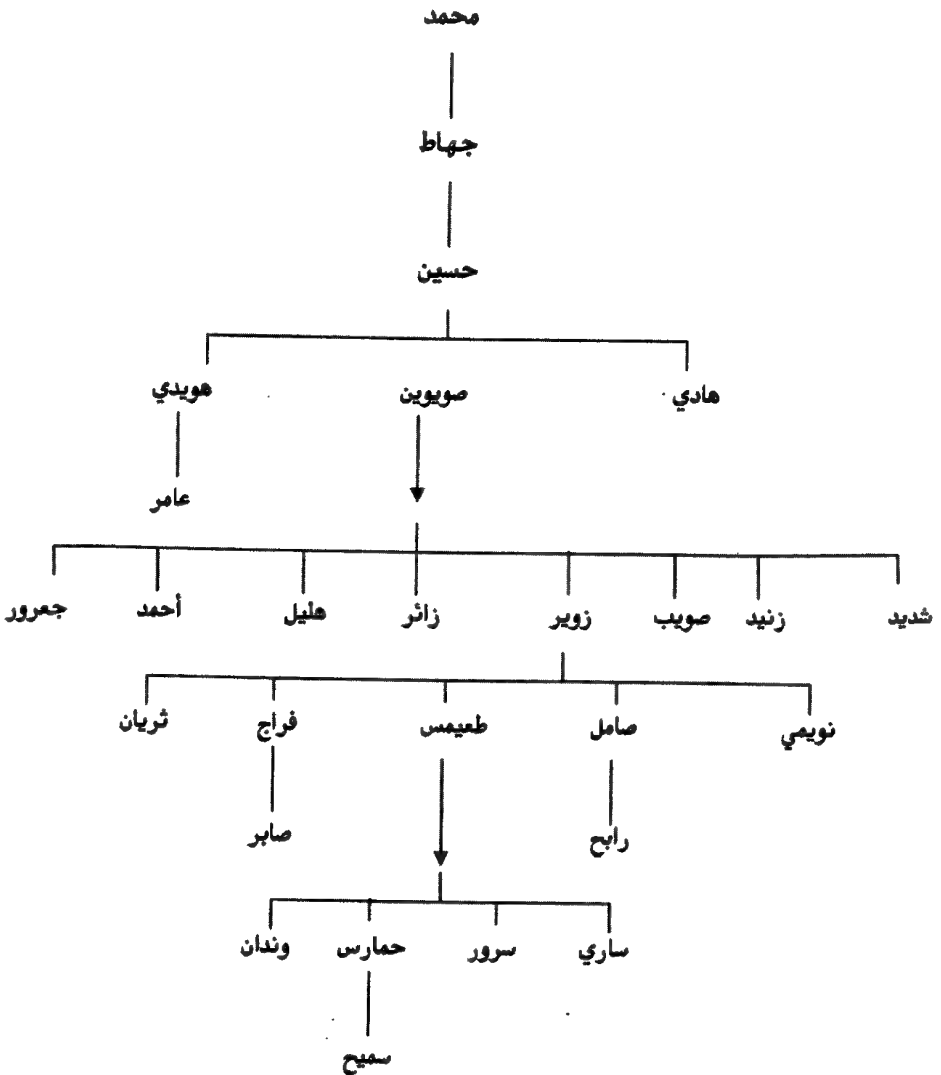 محمد
جهاط
حسين
هادي صويوين هويدي
عامر
شديد زنيد صويب زوير زائر هليل أحمد جعرور
نويمي صامل طعيمس فراج ثريان
رابح صابر
ساري سرور حمارس وندان
سميح